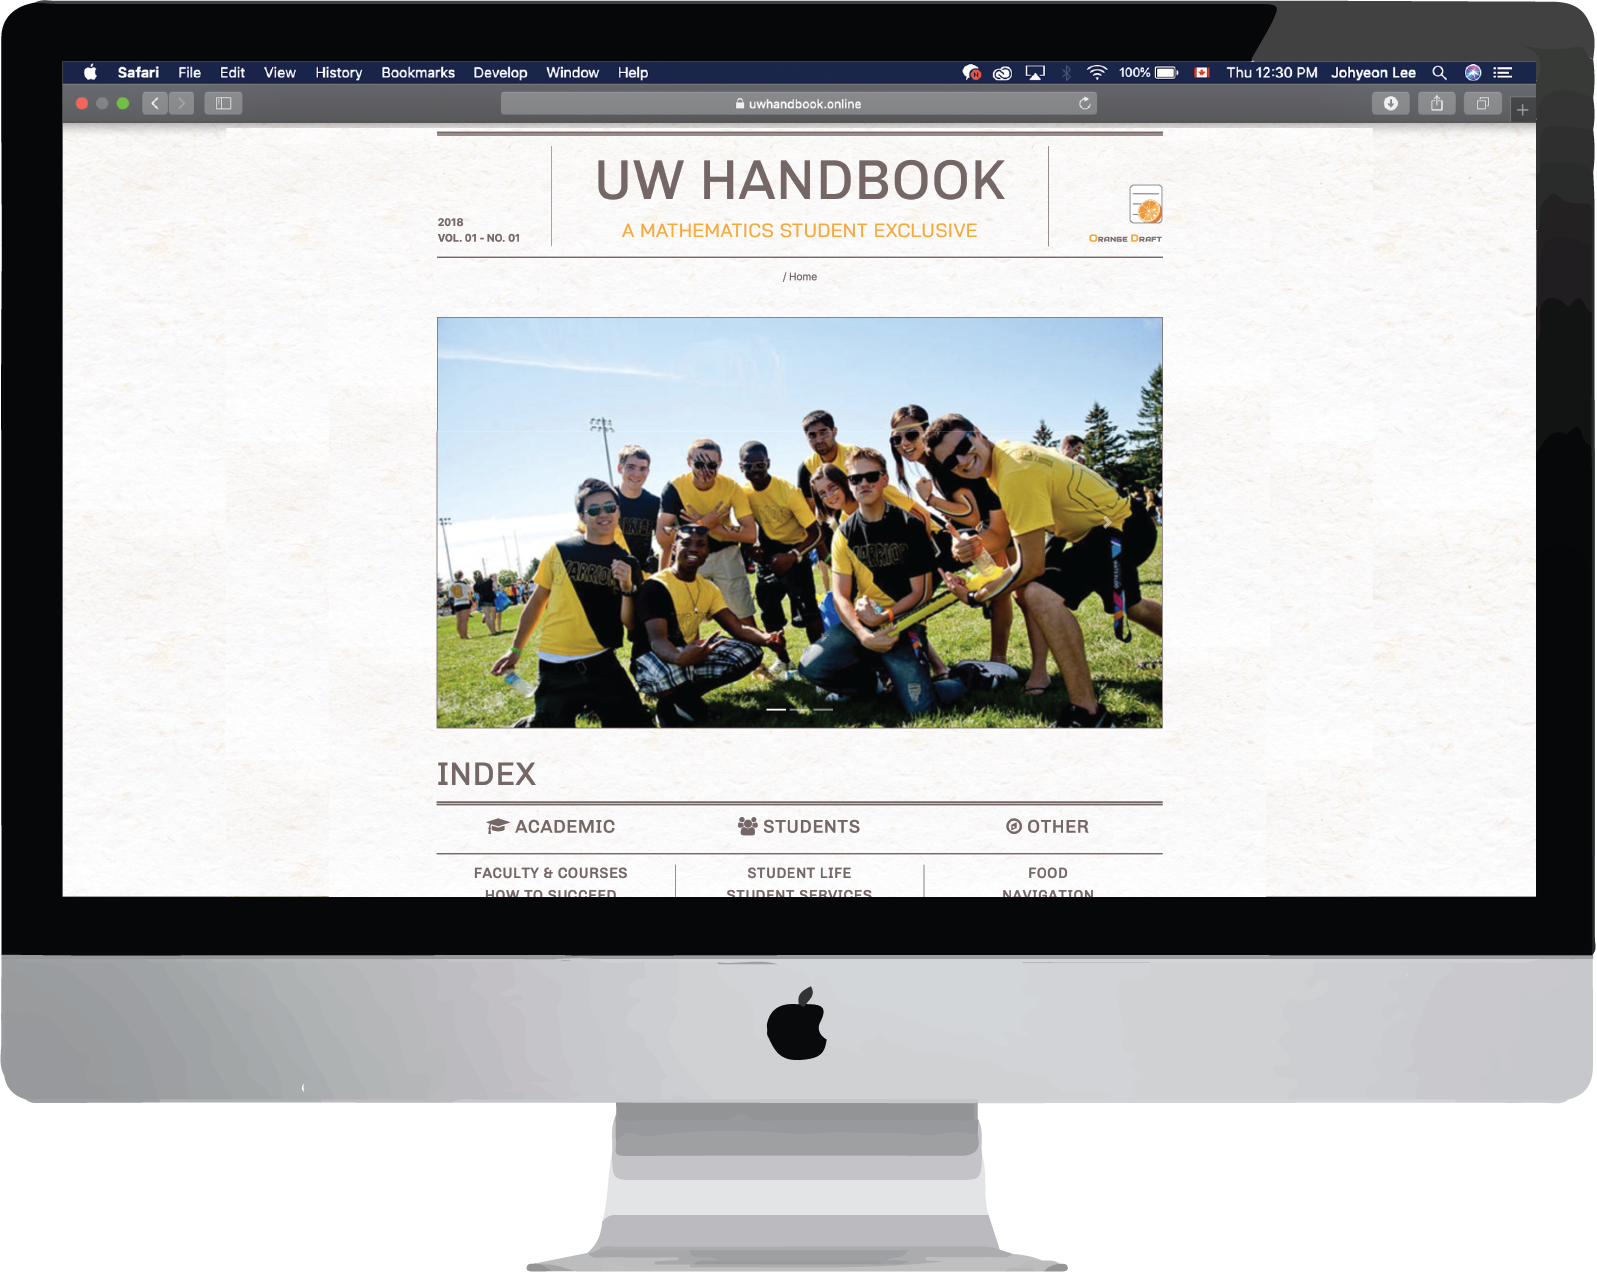 Safari File Edit View History Bookmarks Develop Window Help 100% Thu 12:30 PM Johyeon Lee
uwhandbook.online
UW HANDBOOK
A MATHEMATICS STUDENT EXCLUSIVE
2018
VOL. 01 - NO. 01
ORANGE DRAFT
/ Home
WARRIOR
WARRIOR
INDEX
ACADEMIC STUDENTS OTHER
FACULTY & COURSES STUDENT LIFE FOOD
HOW TO SUCCEED STUDENT SERVICES NAVIGATION